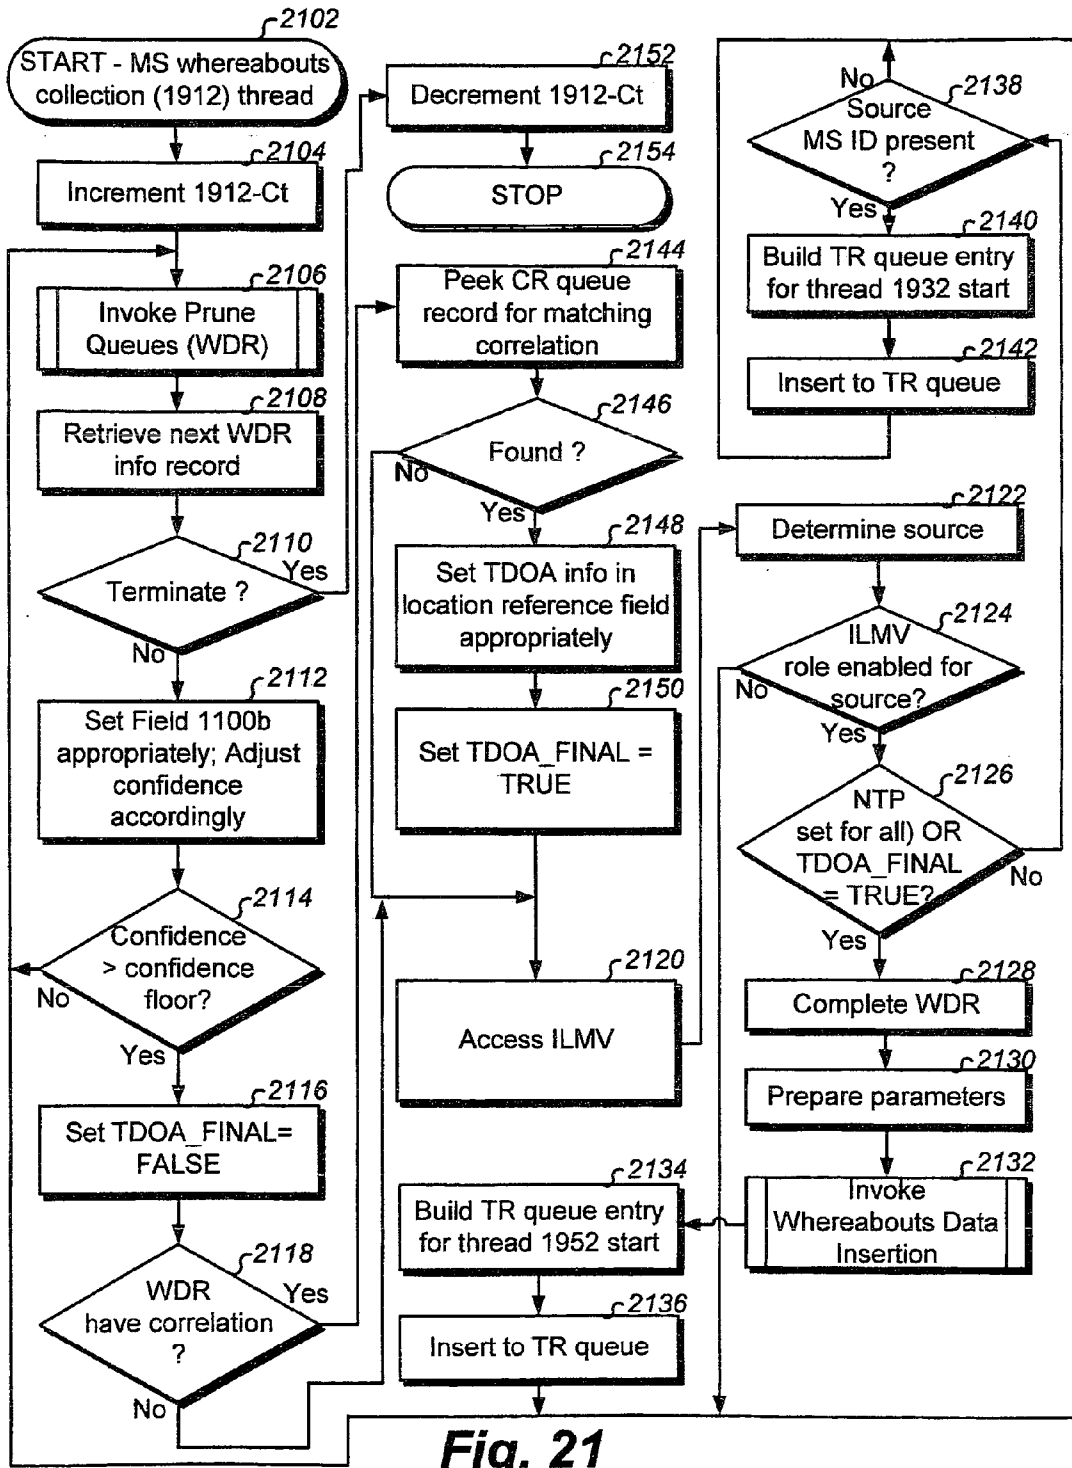 2102
START - MS whereabouts
collection (1912) thread
2104
Increment 1912-Ct
2106
Invoke Prune
Queues (WDR)
2108
Retrieve next WDR
info record
2110
Terminate ?
Yes
No
2112
Set Field 1100b
appropriately; Adjust
confidence
accordingly
2114
Confidence
> confidence
floor?
No
Yes
2116
Set TDOA_FINAL=
FALSE
2118
WDR
have correlation
?
Yes
No
2152
Decrement 1912-Ct
2154
STOP
2144
Peek CR queue
record for matching
correlation
2146
Found ?
No
Yes
2148
Set TDOA info in
location reference field
appropriately
2150
Set TDOA_FINAL =
TRUE
2120
Access ILMV
2134
Build TR queue entry
for thread 1952 start
2136
Insert to TR queue
No
2138
Source
MS ID present
?
Yes
2140
Build TR queue entry
for thread 1932 start
2142
Insert to TR queue
2122
Determine source
2124
ILMV
role enabled for
source?
No
Yes
2126
NTP
set for all) OR
TDOA_FINAL
= TRUE?
No
Yes
2128
Complete WDR
2130
Prepare parameters
2132
Invoke
Whereabouts Data
Insertion
Fig. 21